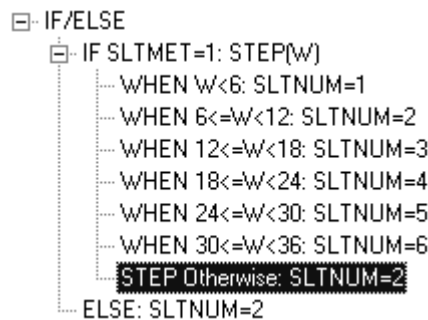 IF/ELSE
IF SLTMET=1: STEP(W)
WHEN W<6: SLTNUM=1
WHEN 6<=W<12: SLTNUM=2
WHEN 12<=W<18: SLTNUM=3
WHEN 18<=W<24: SLTNUM=4
WHEN 24<=W<30: SLTNUM=5
WHEN 30<=W<36: SLTNUM=6
STEP Otherwise: SLTNUM=2
ELSE: SLTNUM=2